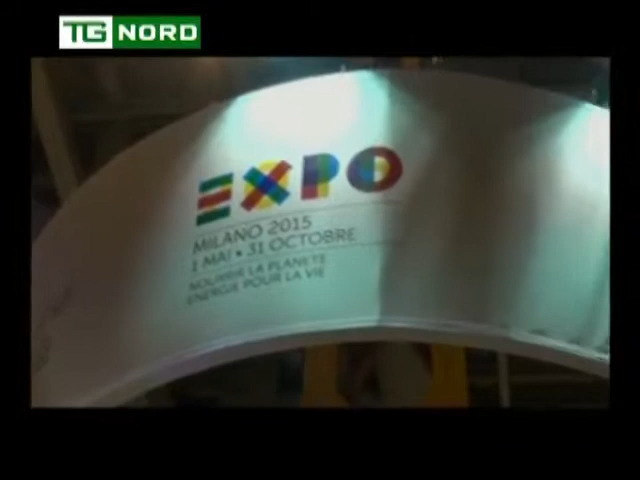 TG NORD
EXPO
MILANO 2015
1 MAI • 31 OCTOBRE
NOURRIR LA PLANETE
ENERGIE POUR LA VIE